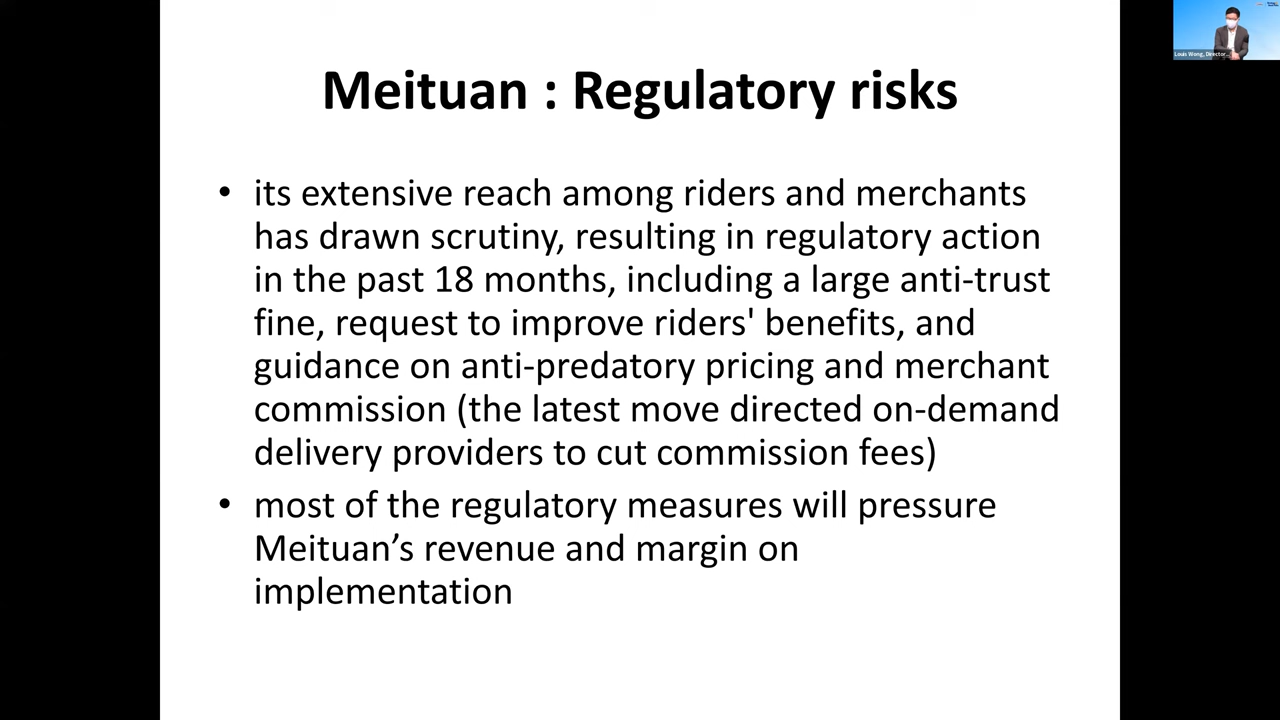 Meituan : Regulatory risks
• its extensive reach among riders and merchants
has drawn scrutiny, resulting in regulatory action
in the past 18 months, including a large anti-trust
fine, request to improve riders' benefits, and
guidance on anti-predatory pricing and merchant
commission (the latest move directed on-demand
delivery providers to cut commission fees)
• most of the regulatory measures will pressure
Meituan’s revenue and margin on
implementation
Louis Wong, Director...